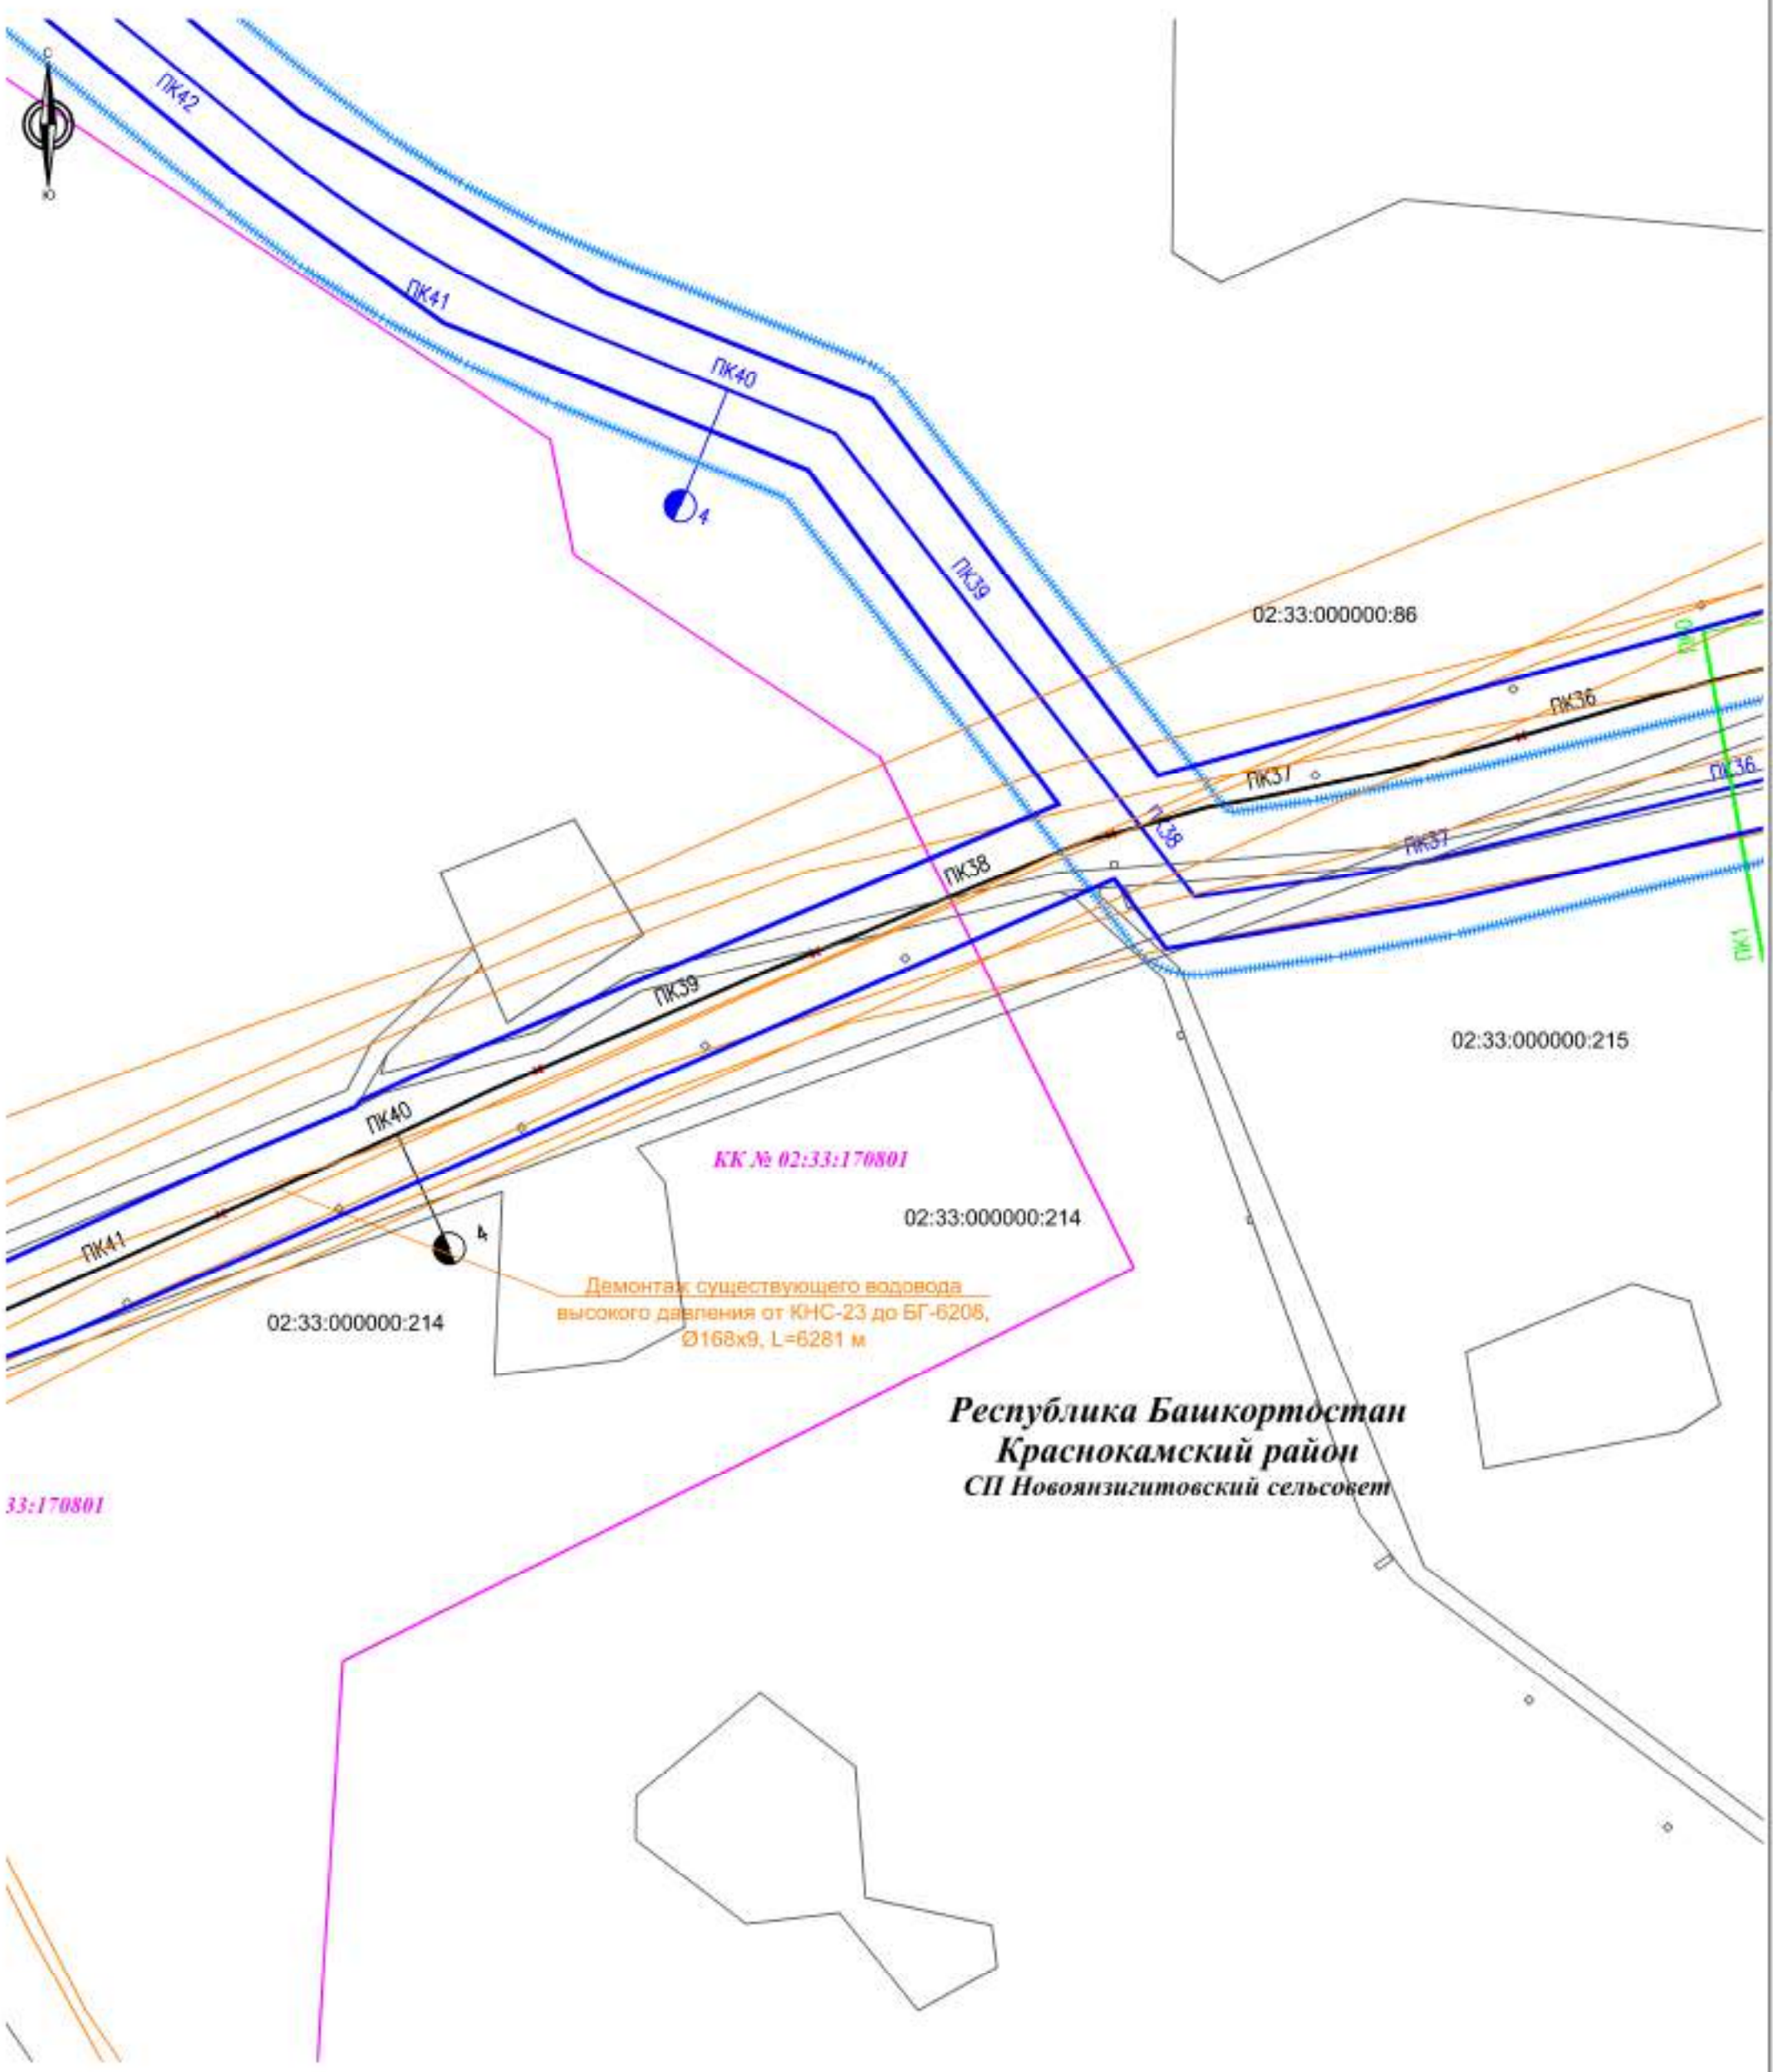 С
Ю
ПК42
ПК41
ПК40
4
ПК39
02:33:000000:86
ПК0
ПК36
ПК37
ПК36
ПК38
ПК37
ПК38
ПК1
ПК39
02:33:000000:215
ПК40
КК № 02:33:170801
02:33:000000:214
4
ПК41
Демонтаж существующего водовода
высокого давления от КНС-23 до БГ-6208,
Ø168х9, L=6281 м
02:33:000000:214
Республика Башкортостан
Краснокамский район
СП Новоянзигитовский сельсовет
33:170801